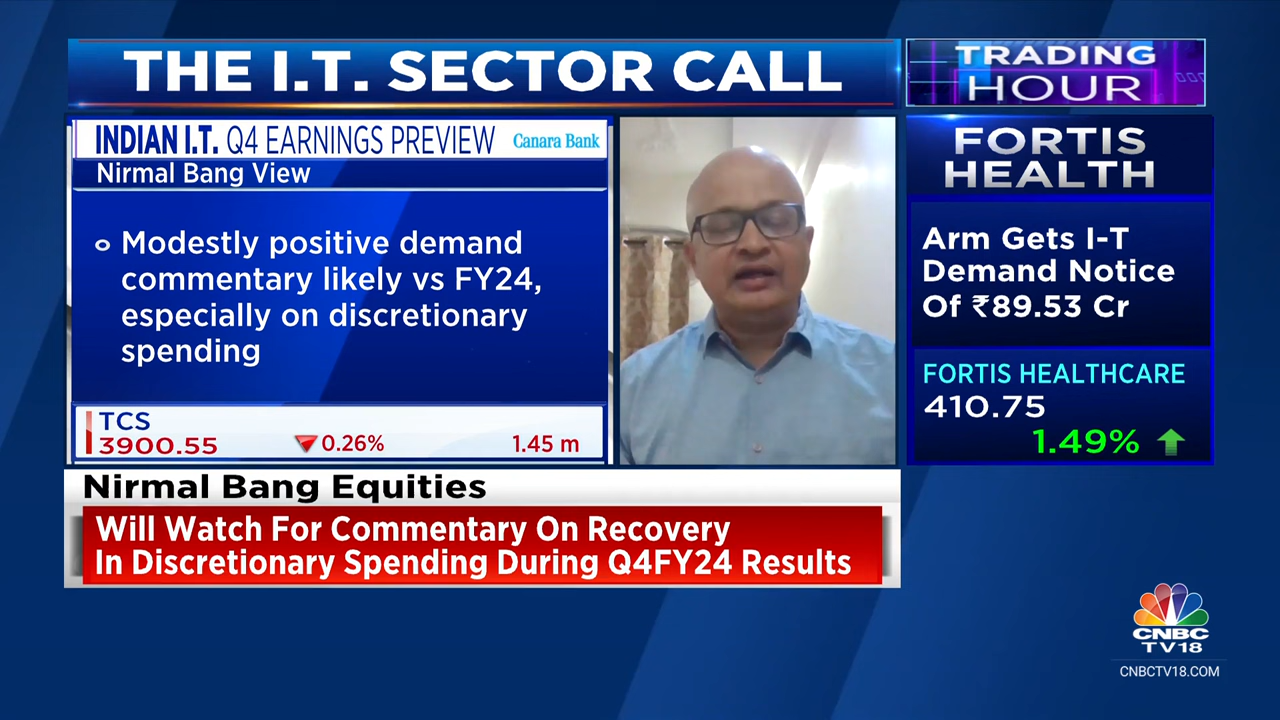 THE I.T. SECTOR CALL
TRADING
HOUR
INDIAN I.T. Q4 EARNINGS PREVIEW
Canara Bank
Nirmal Bang View
Modestly positive demand
commentary likely vs FY24,
especially on discretionary
spending
TCS
3900.55 0.26% 1.45 m
FORTIS
HEALTH
Arm Gets I-T
Demand Notice
Of ₹89.53 Cr
FORTIS HEALTHCARE
410.75
1.49%
Nirmal Bang Equities
Will Watch For Commentary On Recovery
In Discretionary Spending During Q4FY24 Results
CNBC
TV18
CNBCTV18.COM